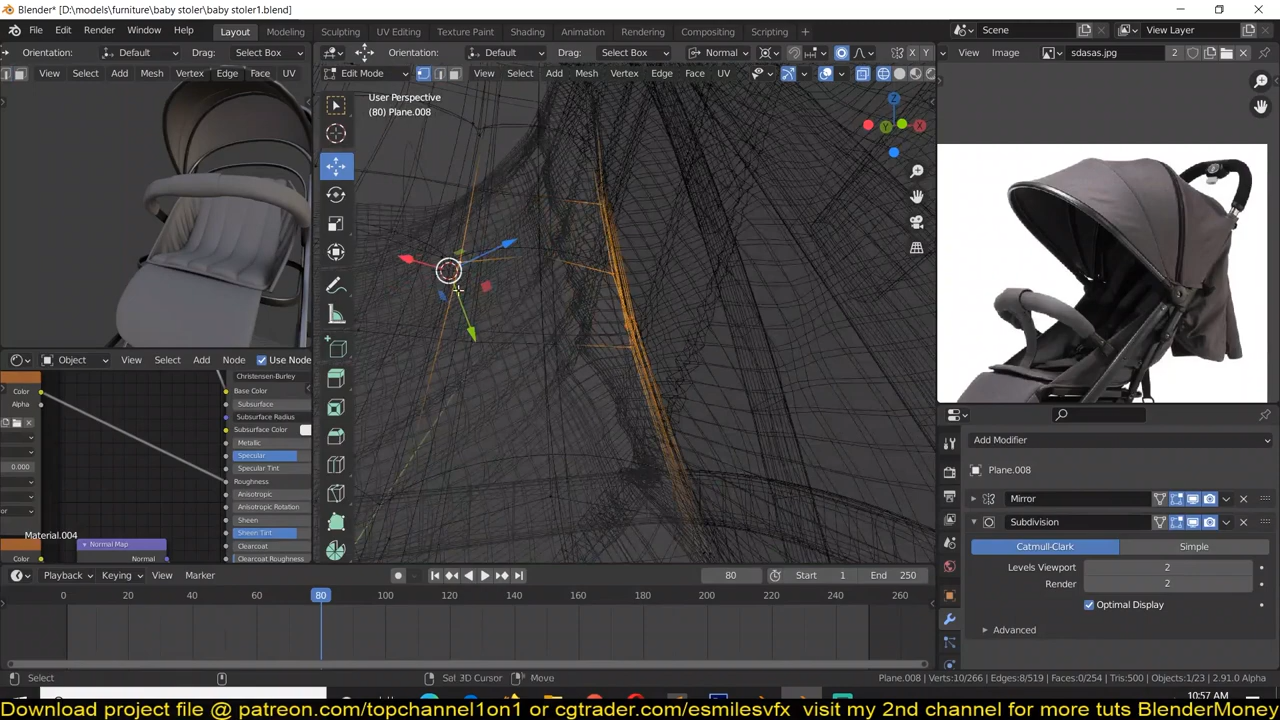 Blender* [D:\models\furniture\baby stoler\baby stoler1.blend]
File Edit Render Window Help Layout Modeling Sculpting UV Editing Texture Paint Shading Animation Rendering Compositing Scripting + Scene View Layer
Orientation: Default Drag: Select Box Orientation: Default Drag: Select Box Normal X Y View Image sdasas.jpg 2
View Select Add Mesh Vertex Edge Face UV Edit Mode View Select Add Mesh Vertex Edge Face UV
User Perspective
(80) Plane.008
Z
Y
X
Object View Select Add Node Use Node
Christensen-Burley
Color Base Color
Alpha Subsurface
Subsurface Radius
Subsurface Color
Metallic
Specular
0.000 Specular Tint
Roughness
Anisotropic
Anisotropic Rotation
Sheen
Material.004 Sheen Tint
Normal Map Clearcoat
Color Normal Clearcoat Roughness
Add Modifier
Plane.008
Mirror
Subdivision
Catmull-Clark Simple
Levels Viewport 2
Render 2
Optimal Display
Advanced
Playback Keying View Marker 80 Start 1 End 250
0 20 40 60 80 100 120 140 160 180 200 220 240 260
Select Set 3D Cursor Move Plane.008 | Verts:10/266 | Edges:8/519 | Faces:0/254 | Tris:500 | Objects:1/23 | 2.91.0 Alpha
10:57 AM
Download project file @ patreon.com/topchannel1on1 or cgtrader.com/esmilesvfx visit my 2nd channel for more tuts BlenderMoney